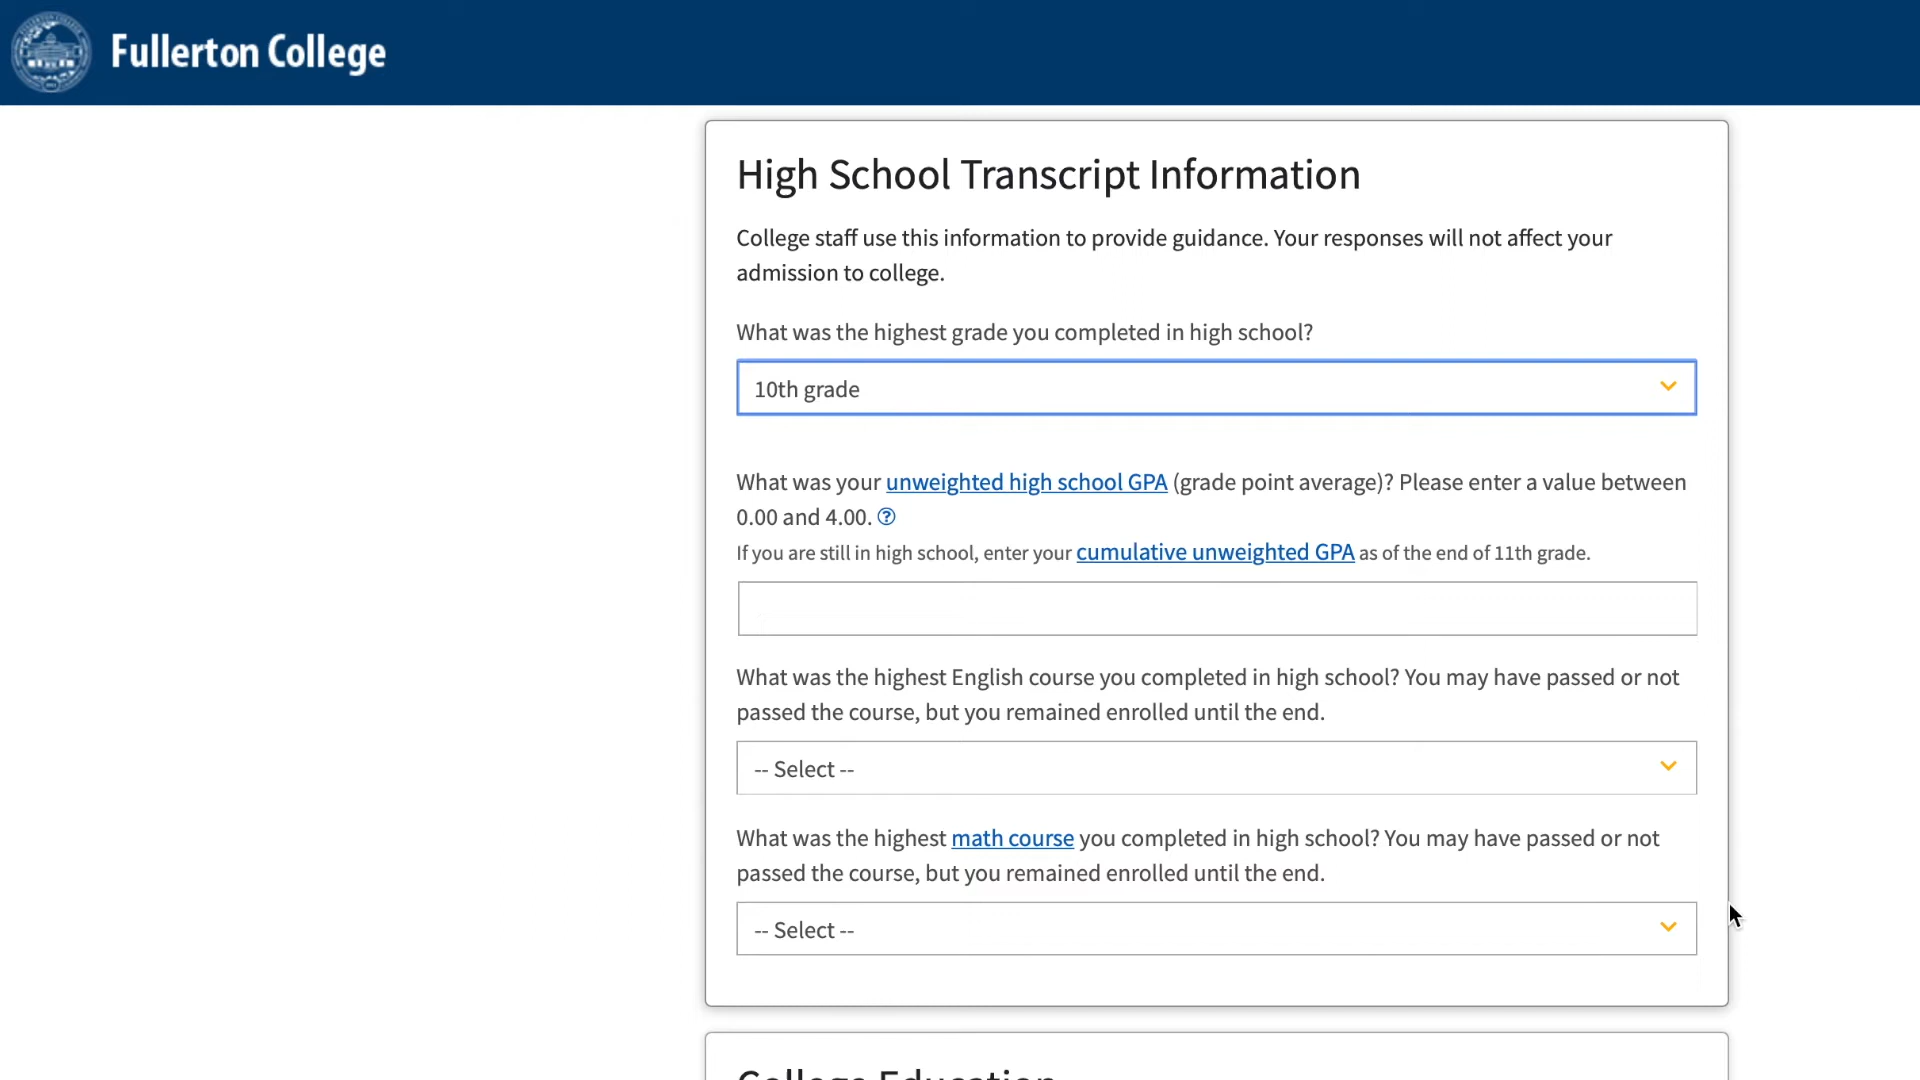 Fullerton College
High School Transcript Information
College staff use this information to provide guidance. Your responses will not affect your
admission to college.
What was the highest grade you completed in high school?
10th grade
What was your unweighted high school GPA (grade point average)? Please enter a value between
0.00 and 4.00. ?
If you are still in high school, enter your cumulative unweighted GPA as of the end of 11th grade.
What was the highest English course you completed in high school? You may have passed or not
passed the course, but you remained enrolled until the end.
-- Select --
What was the highest math course you completed in high school? You may have passed or not
passed the course, but you remained enrolled until the end.
-- Select --
College Education